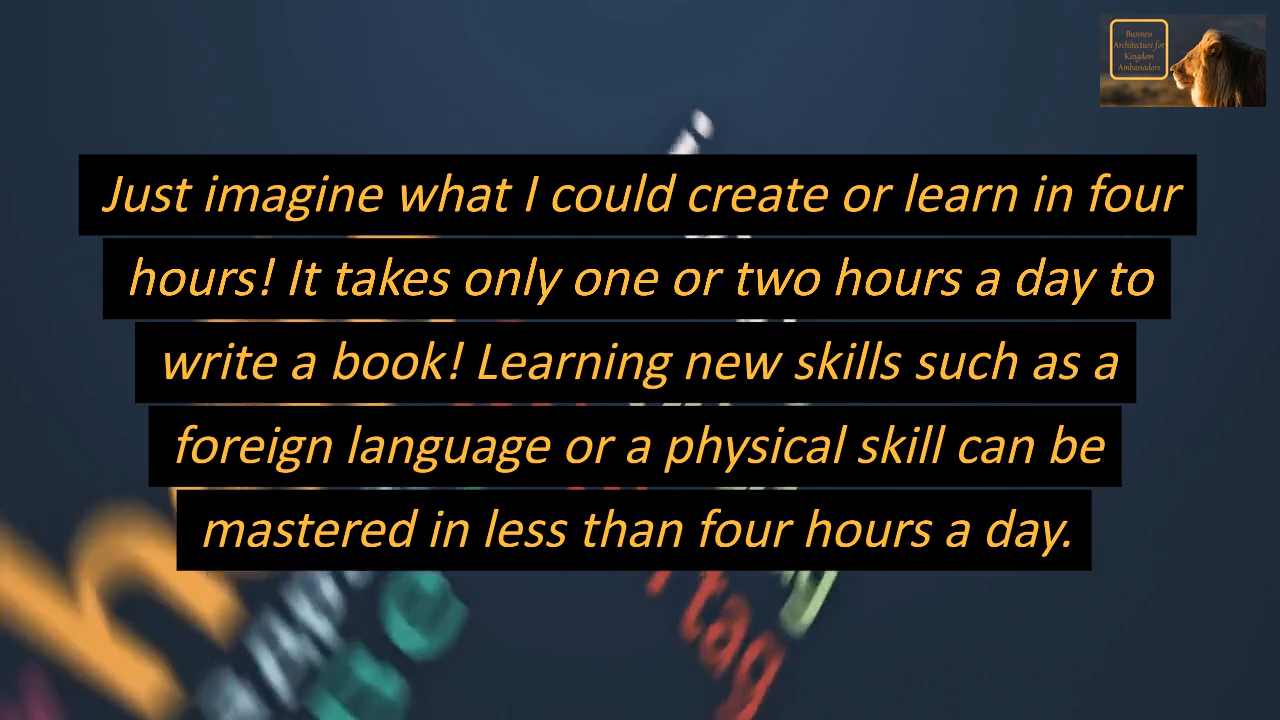 Business
Architecture for
Kingdom
Ambassadors
Just imagine what I could create or learn in four
hours! It takes only one or two hours a day to
write a book! Learning new skills such as a
foreign language or a physical skill can be
mastered in less than four hours a day.
tag